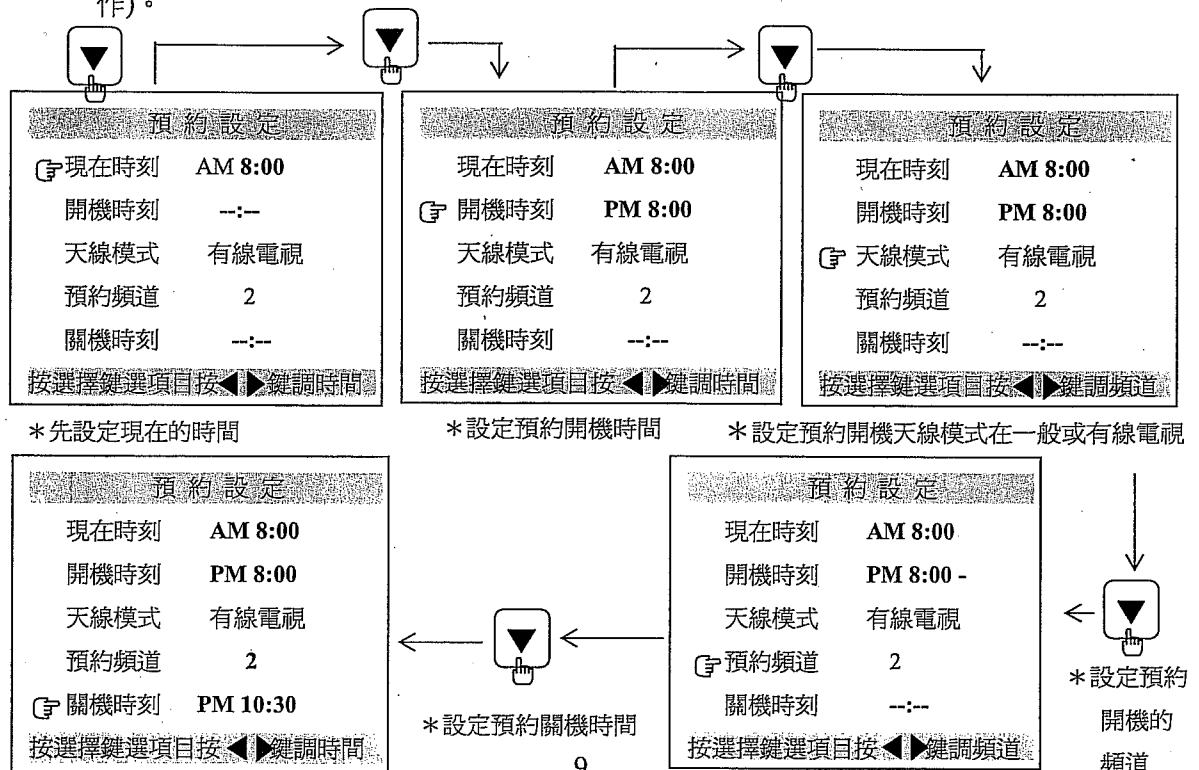 作)。
預約設定
現在時刻 AM 8:00
開機時刻 --:--
天線模式 有線電視
預約頻道 2
關機時刻 --:--
按選擇鍵選項目按◀▶鍵調時間
＊先設定現在的時間
預約設定
現在時刻 AM 8:00
開機時刻 PM 8:00
天線模式 有線電視
預約頻道 2
關機時刻 --:--
按選擇鍵選項目按◀▶鍵調時間
＊設定預約開機時間
預約設定
現在時刻 AM 8:00
開機時刻 PM 8:00
天線模式 有線電視
預約頻道 2
關機時刻 --:--
按選擇鍵選項目按◀▶鍵調頻道
＊設定預約開機天線模式在一般或有線電視
＊設定預約
開機的
頻道
預約設定
現在時刻 AM 8:00
開機時刻 PM 8:00 -
天線模式 有線電視
預約頻道 2
關機時刻 --:--
按選擇鍵選項目按◀▶鍵調頻道
＊設定預約關機時間
預約設定
現在時刻 AM 8:00
開機時刻 PM 8:00
天線模式 有線電視
預約頻道 2
關機時刻 PM 10:30
按選擇鍵選項目按◀▶鍵調時間
9